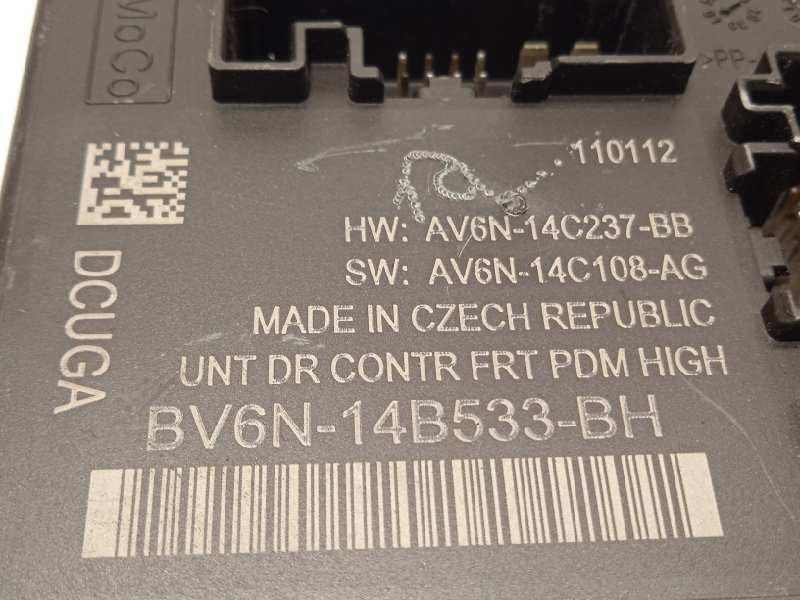 MoCo
>PP-
110112
HW: AV6N-14C237-BB
SW: AV6N-14C108-AG
DCUGA
MADE IN CZECH REPUBLIC
UNT DR CONTR FRT PDM HIGH
BV6N-14B533-BH